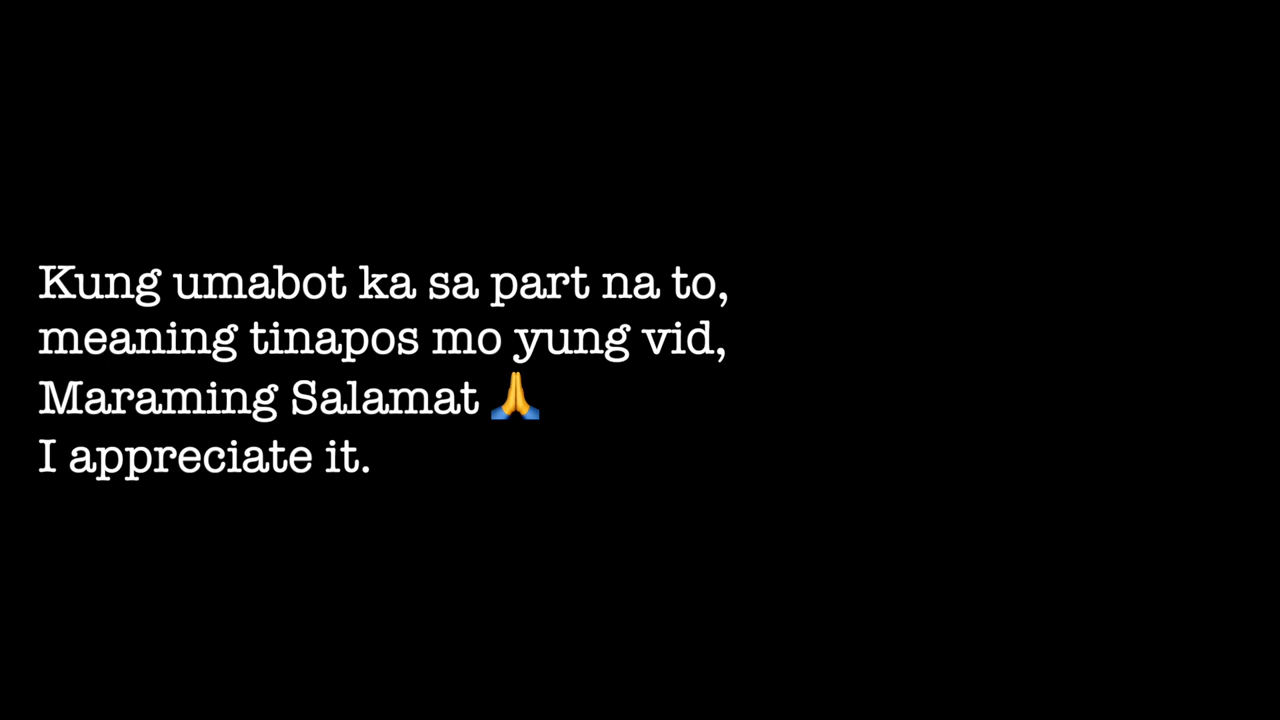 Kung umabot ka sa part na to,
meaning tinapos mo yung vid,
Maraming Salamat 🙏
I appreciate it.